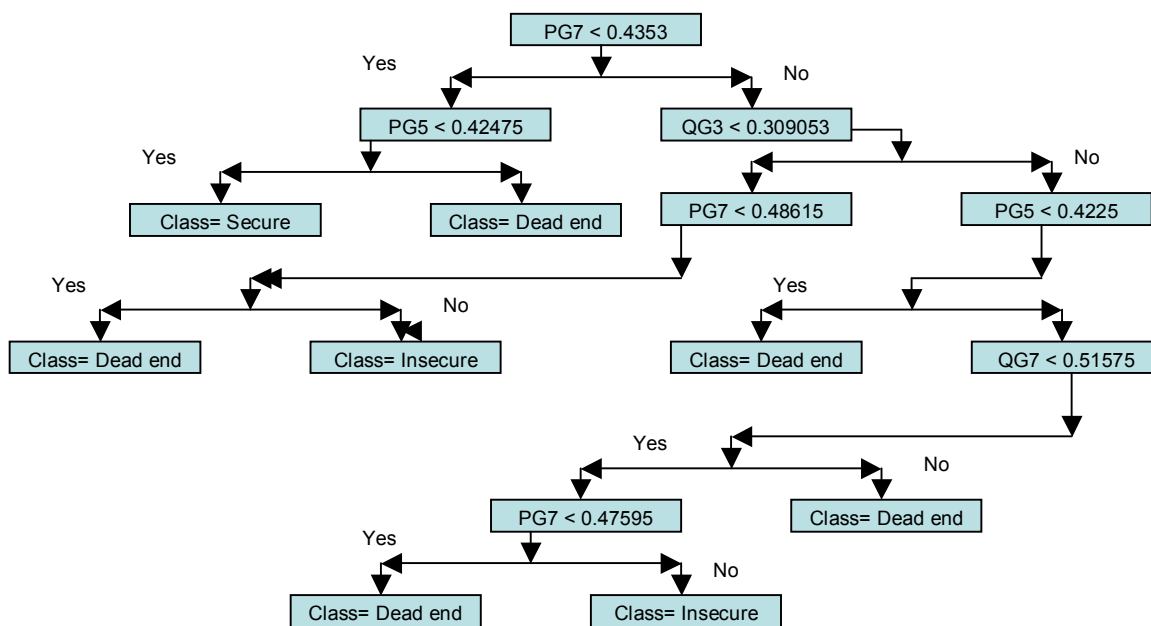 PG7 < 0.4353
Yes
No
PG5 < 0.42475
QG3 < 0.309053
Yes
No
Class= Secure
Class= Dead end
PG7 < 0.48615
PG5 < 0.4225
Yes
No
Yes
Class= Dead end
Class= Insecure
Class= Dead end
QG7 < 0.51575
Yes
No
PG7 < 0.47595
Class= Dead end
Yes
No
Class= Dead end
Class= Insecure